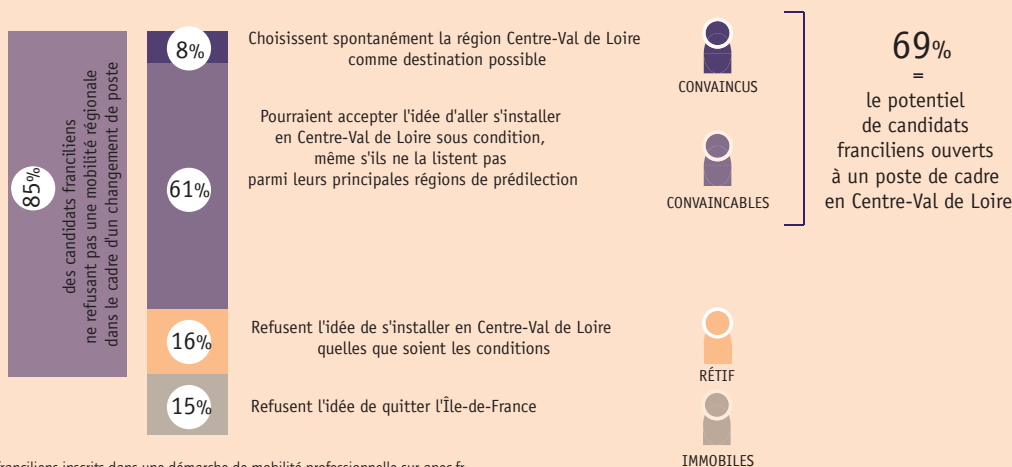 85%
des candidats franciliens
ne refusant pas une mobilité régionale
dans le cadre d'un changement de poste
8%
Choisissent spontanément la région Centre-Val de Loire
comme destination possible
CONVAINCUS
61%
Pourraient accepter l'idée d'aller s'installer
en Centre-Val de Loire sous condition,
même s'ils ne la listent pas
parmi leurs principales régions de prédilection
CONVAINCABLES
69%
=
le potentiel
de candidats
franciliens ouverts
à un poste de cadre
en Centre-Val de Loire
16%
Refusent l'idée de s'installer en Centre-Val de Loire
quelles que soient les conditions
RÉTIF
15%
Refusent l'idée de quitter l'Île-de-France
IMMOBILES
franciliens inscrits dans une démarche de mobilité professionnelle sur apec.fr